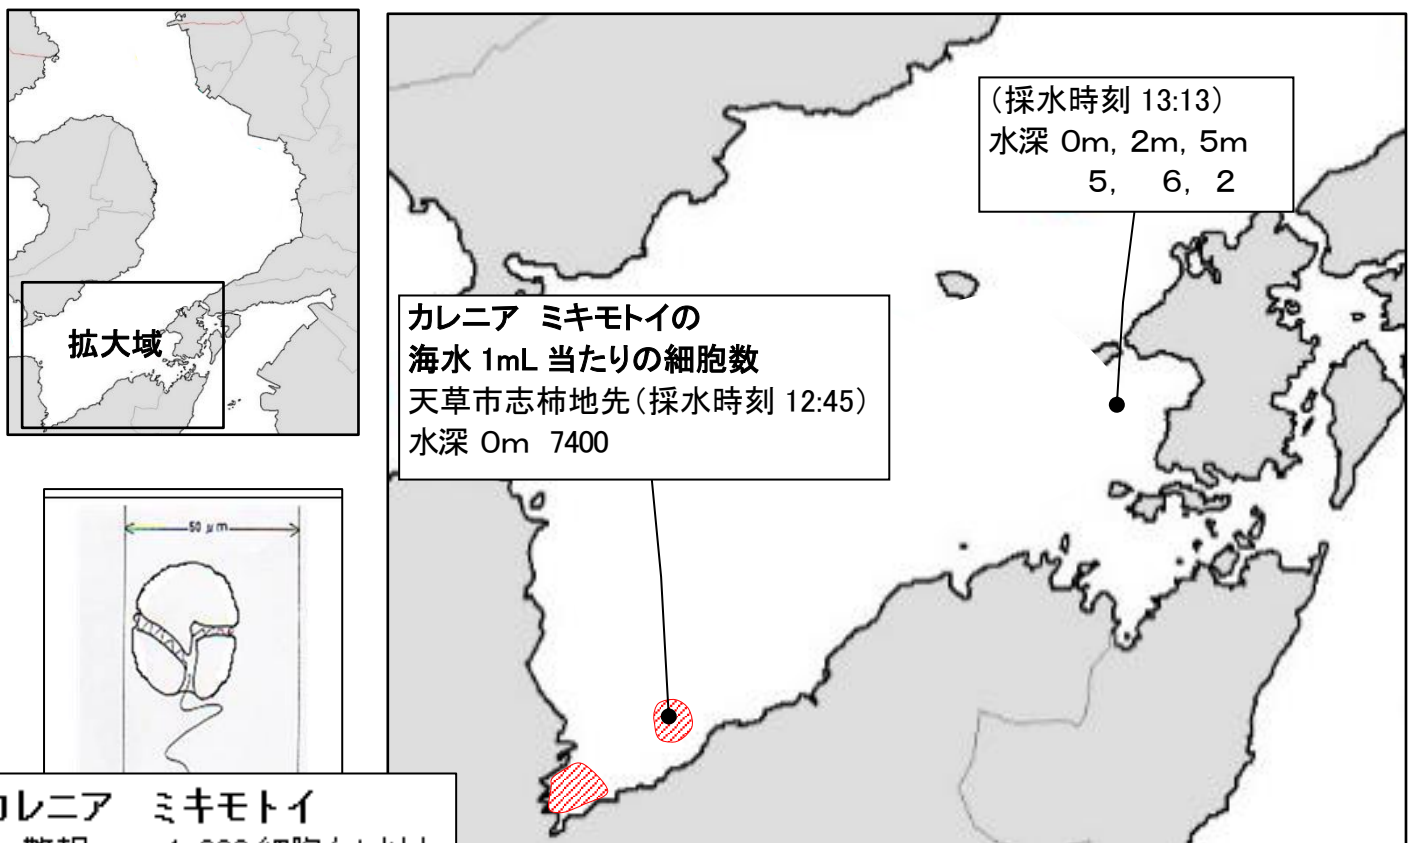 拡大域
(採水時刻 13:13)
水深 0m, 2m, 5m
5, 6, 2
カレニア ミキモトイの
海水 1mL 当たりの細胞数
天草市志柿地先(採水時刻 12:45)
水深 0m 7400
50 μm
カレニア ミキモトイ